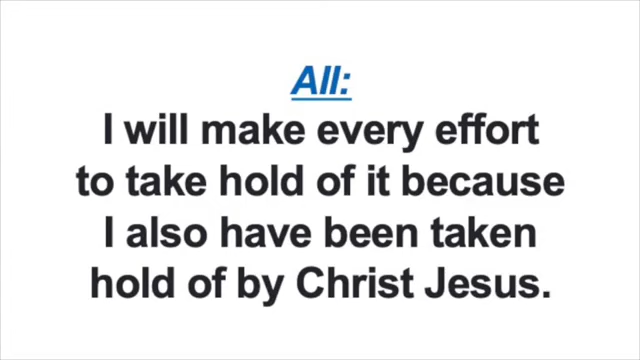 All:
I will make every effort
to take hold of it because
I also have been taken
hold of by Christ Jesus.